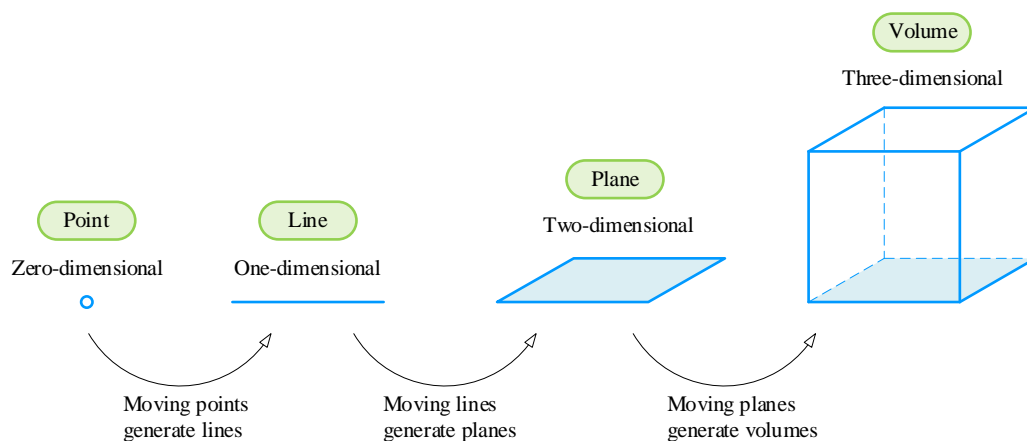 Point
Zero-dimensional
Line
One-dimensional
Plane
Two-dimensional
Volume
Three-dimensional
Moving points
generate lines
Moving lines
generate planes
Moving planes
generate volumes